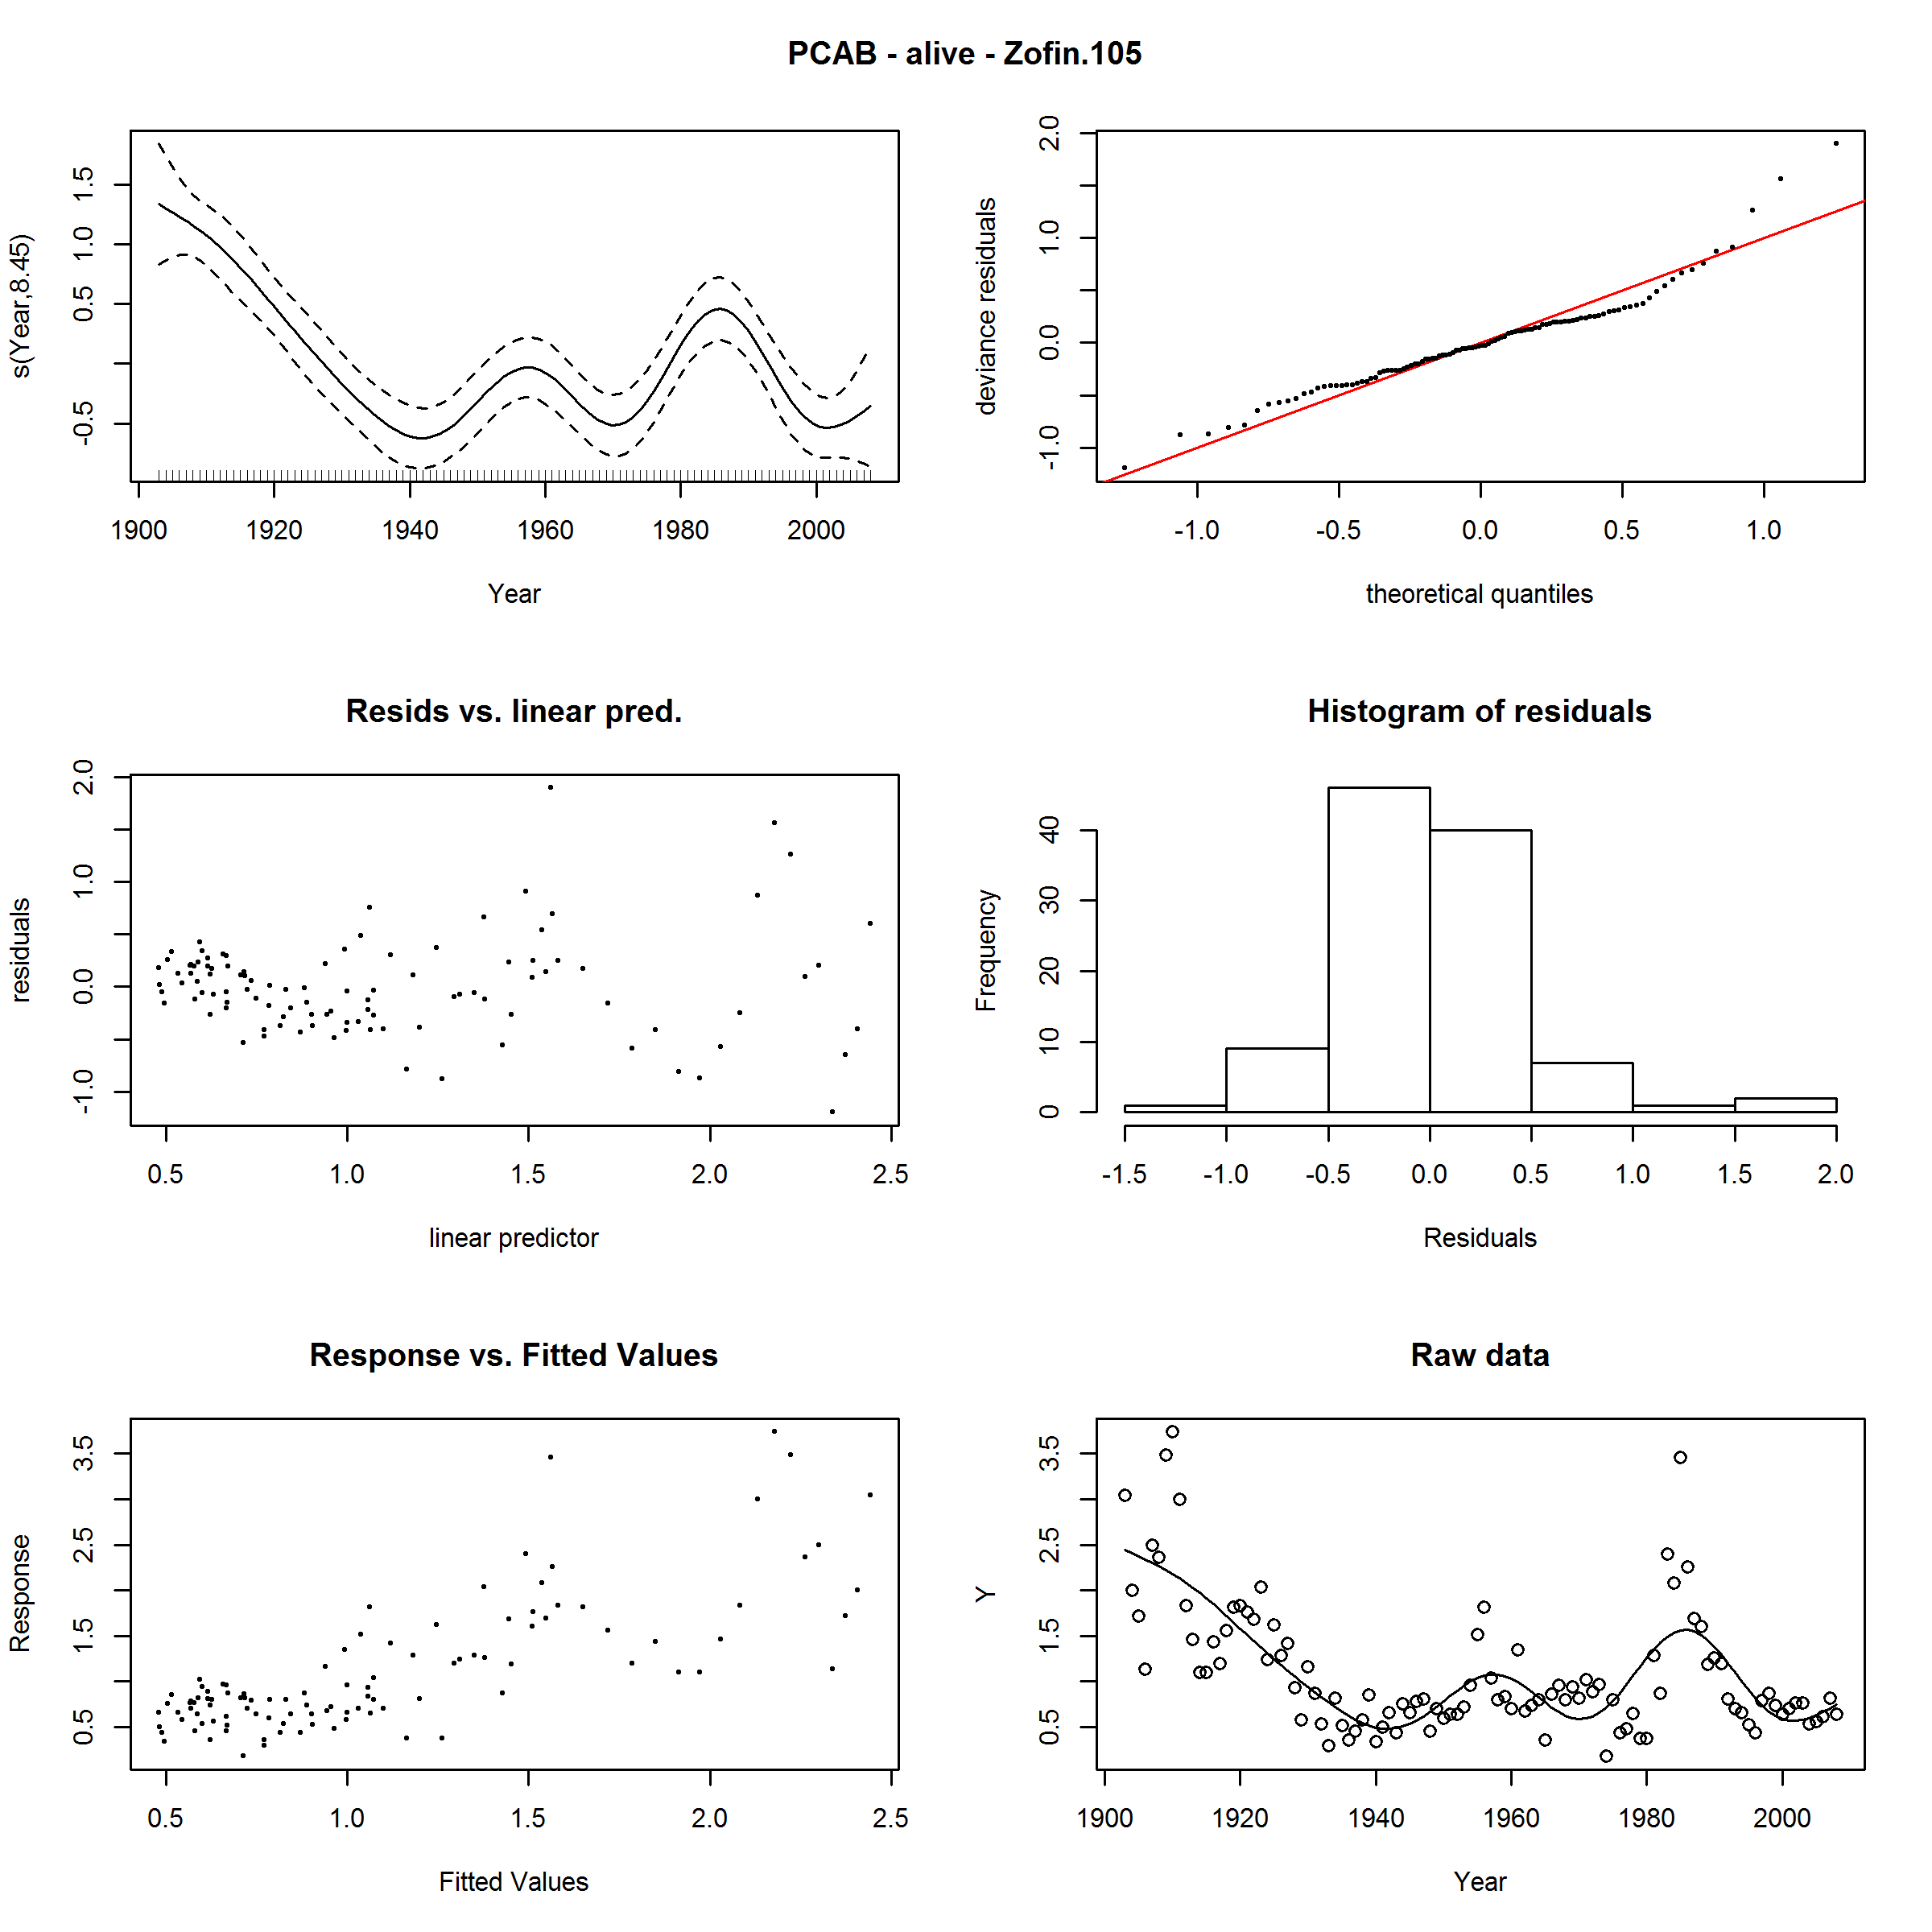 PCAB - alive - Zofin.105
s(Year,8.45)
-0.5 0.5 1.0 1.5
1900 1920 1940 1960 1980 2000
Year
deviance residuals
-1.0 0.0 1.0 2.0
-1.0 -0.5 0.0 0.5 1.0
theoretical quantiles
Resids vs. linear pred.
residuals
-1.0 0.0 1.0 2.0
0.5 1.0 1.5 2.0 2.5
linear predictor
Histogram of residuals
Frequency
0 10 20 30 40
-1.5 -1.0 -0.5 0.0 0.5 1.0 1.5 2.0
Residuals
Response vs. Fitted Values
Response
0.5 1.5 2.5 3.5
0.5 1.0 1.5 2.0 2.5
Fitted Values
Raw data
Y
0.5 1.5 2.5 3.5
1900 1920 1940 1960 1980 2000
Year